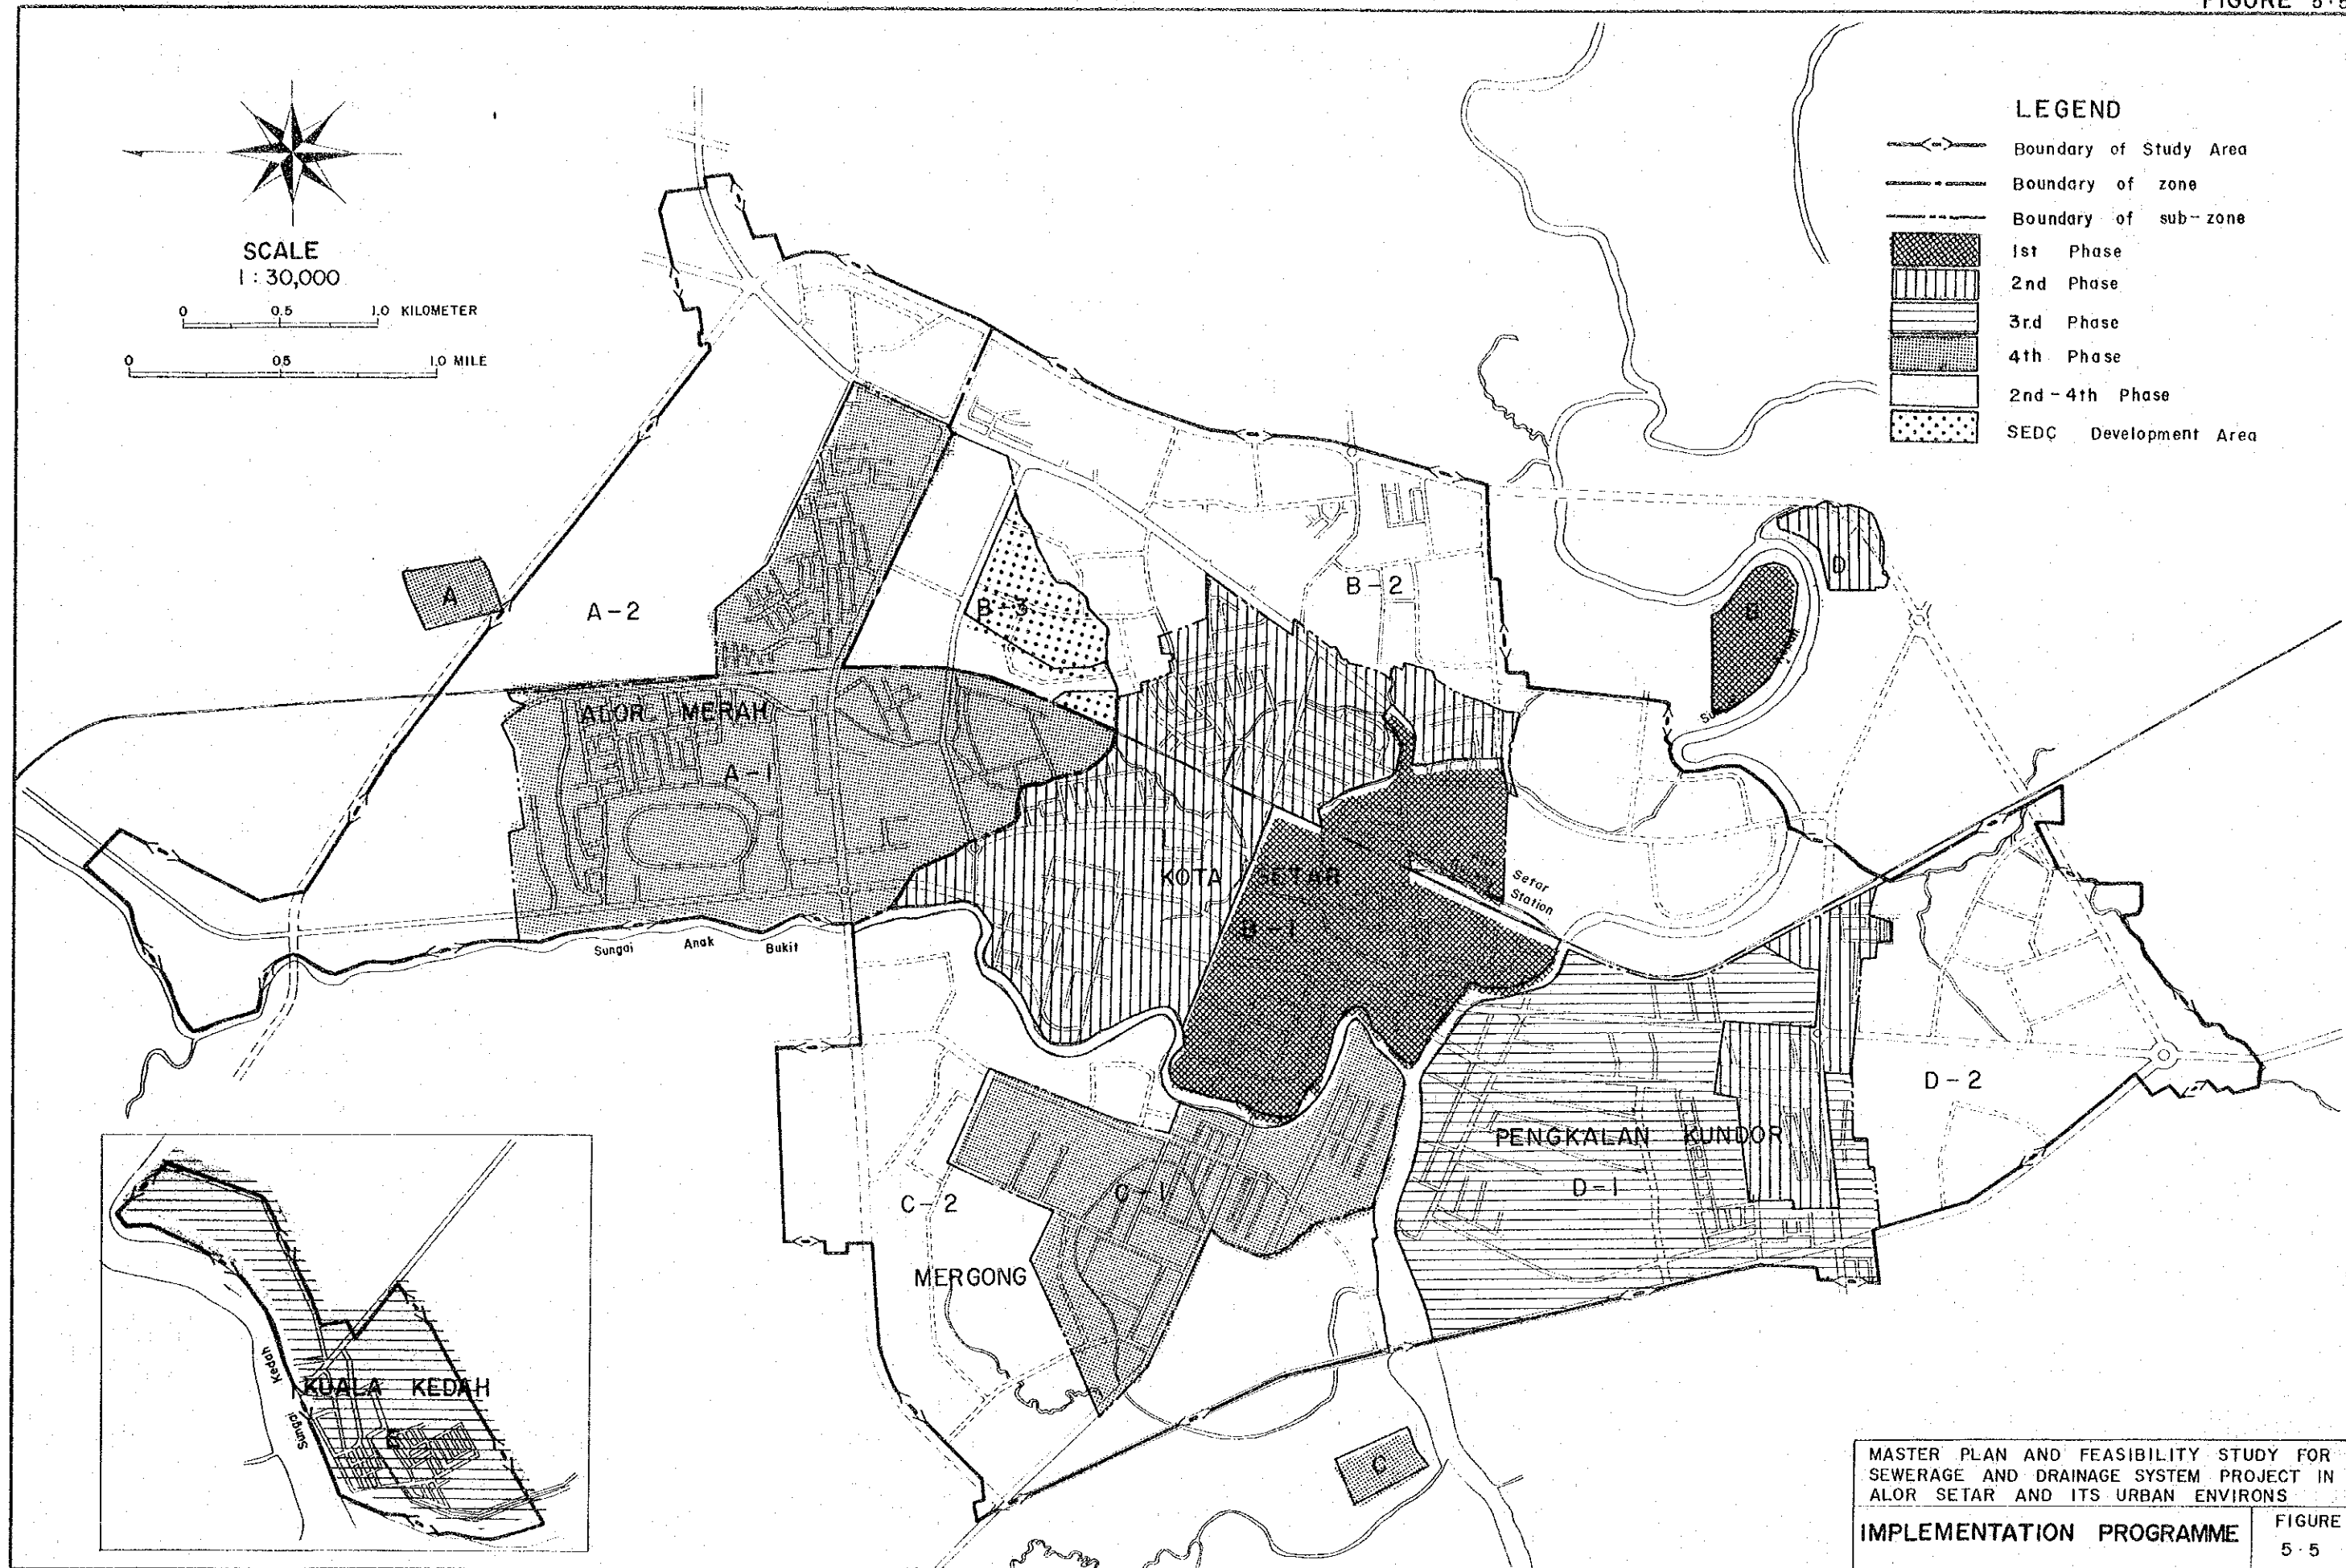 FIGURE 5·5
SCALE
1 : 30,000
0 0.5 1.0 KILOMETER
0 0.5 1.0 MILE
LEGEND
Boundary of Study Area
Boundary of zone
Boundary of sub-zone
1st Phase
2nd Phase
3r.d Phase
4th Phase
2nd - 4th Phase
SEDC Development Area
A
A-2
B-3
B-2
D
B
ALOR MERAH
A-1
KOTA SETAR
Setar
Station
B-1
Sungai Anak Bukit
D-2
PENGKALAN KUNDOR
D-1
C-1
C-2
MERGONG
Kedah
Sungai
KUALA KEDAH
E
C
MASTER PLAN AND FEASIBILITY STUDY FOR
SEWERAGE AND DRAINAGE SYSTEM PROJECT IN
ALOR SETAR AND ITS URBAN ENVIRONS
IMPLEMENTATION PROGRAMME
FIGURE
5·5